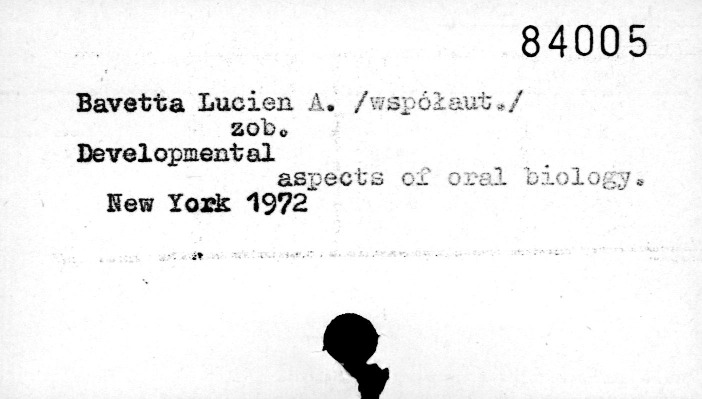 84005
Bavetta Lucien A. /współaut./
zob.
Developmental
aspects of oral biology.
New York 1972